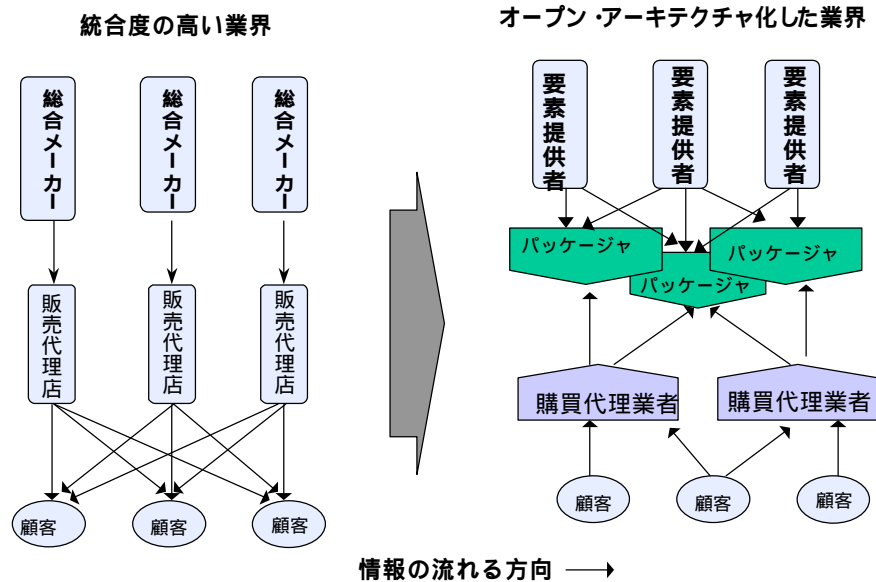 統合度の高い業界
オープン・アーキテクチャ化した業界
総合メーカー
総合メーカー
総合メーカー
販売代理店
販売代理店
販売代理店
顧客
顧客
顧客
要素提供者
要素提供者
要素提供者
パッケージャ
パッケージャ
パッケージャ
購買代理業者
購買代理業者
顧客
顧客
顧客
情報の流れる方向